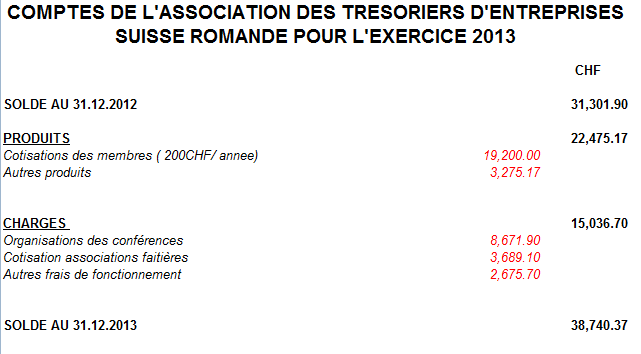 COMPTES DE L'ASSOCIATION DES TRESORIERS D'ENTREPRISES
SUISSE ROMANDE POUR L'EXERCICE 2013
CHF
SOLDE AU 31.12.2012 31,301.90
PRODUITS 22,475.17
Cotisations des membres ( 200CHF/ annee) 19,200.00
Autres produits 3,275.17
CHARGES 15,036.70
Organisations des conférences 8,671.90
Cotisation associations faitières 3,689.10
Autres frais de fonctionnement 2,675.70
SOLDE AU 31.12.2013 38,740.37